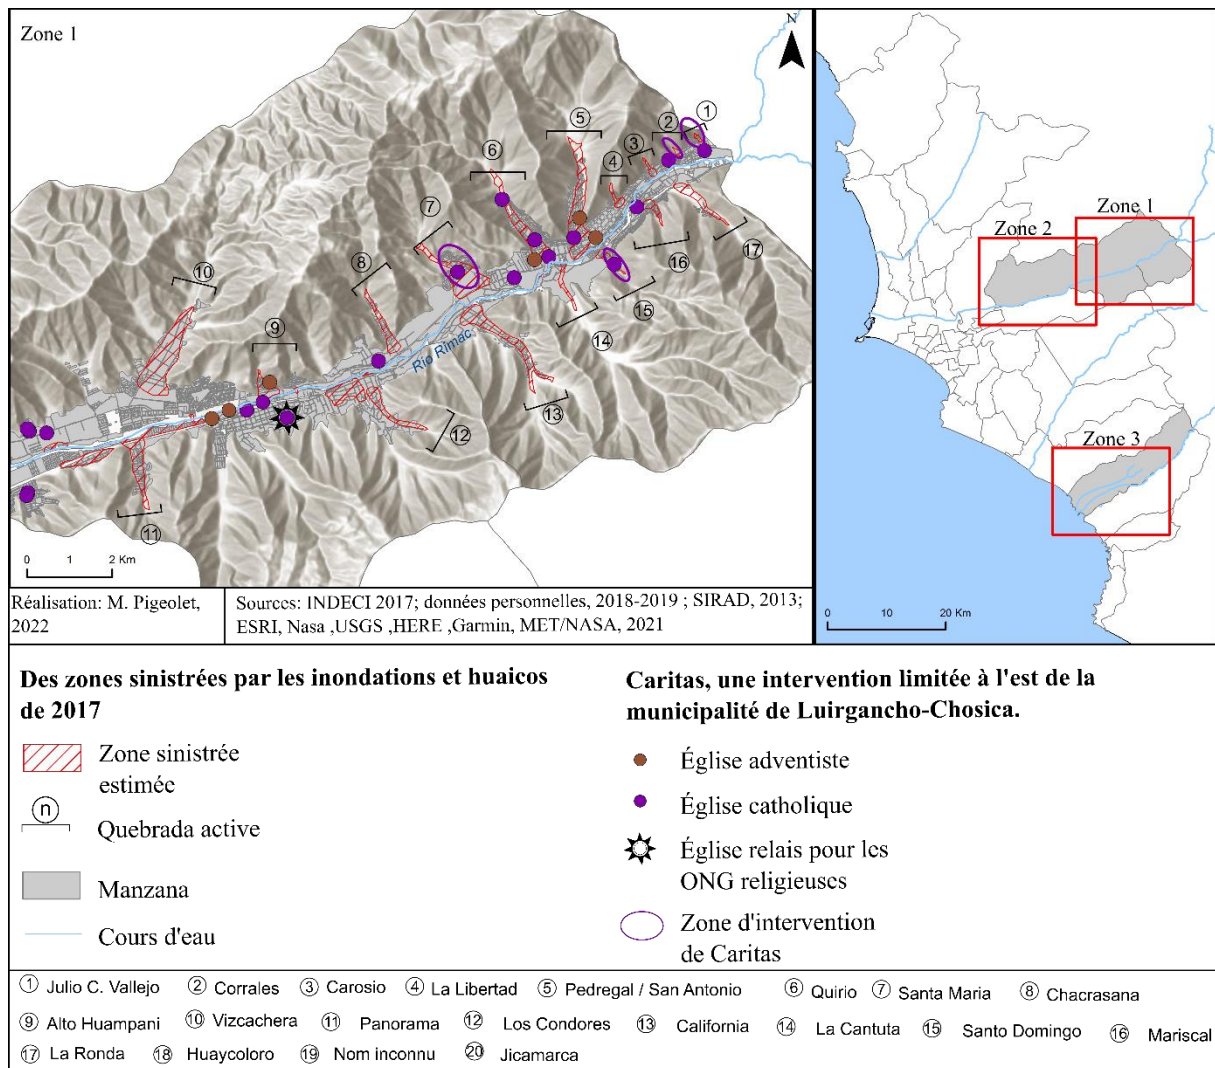 Zone 1
N
1
2
3
4
5
6
7
8
9
10
11
12
13
14
15
16
17
Rio Rimac
0 1 2 Km
Zone 1
Zone 2
Zone 3
0 10 20 Km
Réalisation: M. Pigeolet,
2022
Sources: INDECI 2017; données personnelles, 2018-2019 ; SIRAD, 2013;
ESRI, Nasa ,USGS ,HERE ,Garmin, MET/NASA, 2021
Des zones sinistrées par les inondations et huaicos
de 2017
Zone sinistrée
estimée
n
Quebrada active
Manzana
Cours d'eau
Caritas, une intervention limitée à l'est de la
municipalité de Luirgancho-Chosica.
Église adventiste
Église catholique
Église relais pour les
ONG religieuses
Zone d'intervention
de Caritas
1 Julio C. Vallejo 2 Corrales 3 Carosio 4 La Libertad 5 Pedregal / San Antonio 6 Quirio 7 Santa Maria 8 Chacrasana
9 Alto Huampani 10 Vizcachera 11 Panorama 12 Los Condores 13 California 14 La Cantuta 15 Santo Domingo 16 Mariscal
17 La Ronda 18 Huaycoloro 19 Nom inconnu 20 Jicamarca